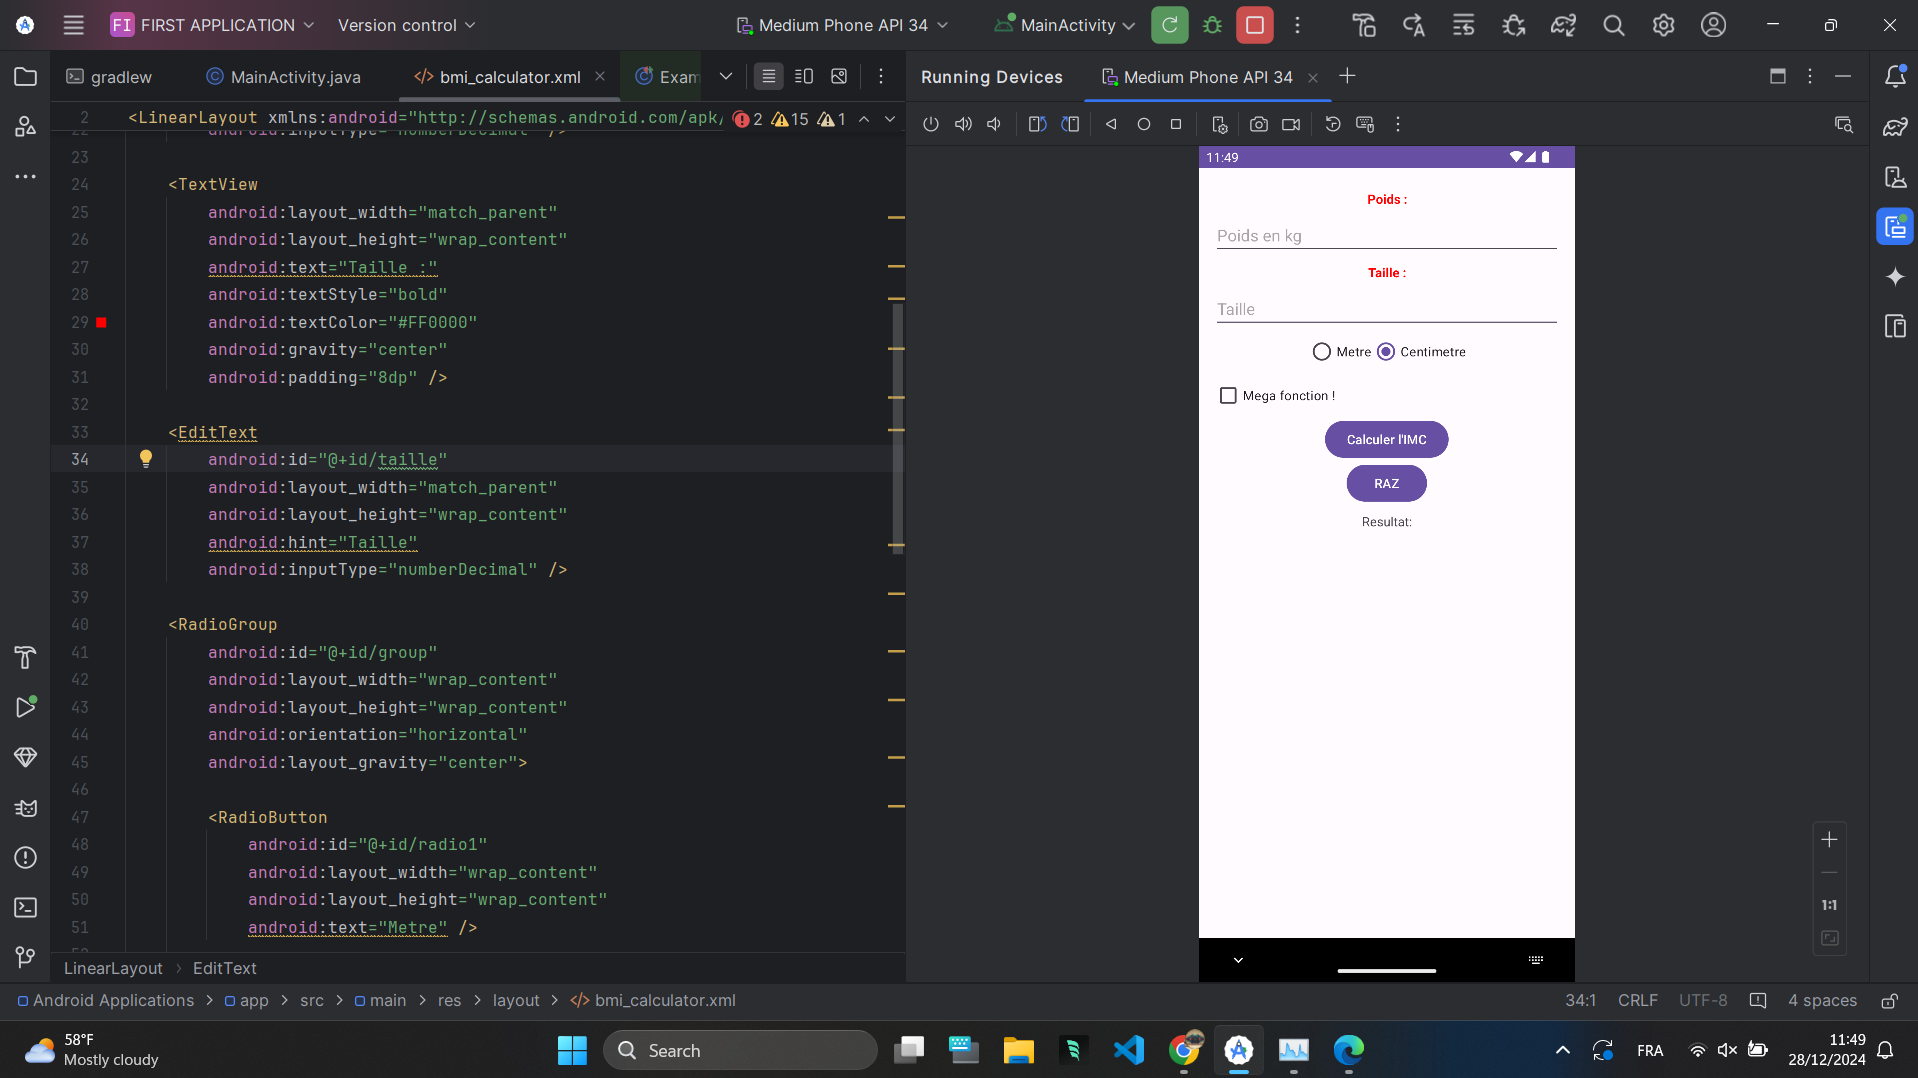 FI FIRST APPLICATION Version control Medium Phone API 34 MainActivity
gradlew MainActivity.java bmi_calculator.xml Exam
Running Devices Medium Phone API 34
2 <LinearLayout xmlns:android="http://schemas.android.com/apk/ 2 15 1
22 android:inputType="numberDecimal" />
23
24 <TextView
25 android:layout_width="match_parent"
26 android:layout_height="wrap_content"
27 android:text="Taille :"
28 android:textStyle="bold"
29 android:textColor="#FF0000"
30 android:gravity="center"
31 android:padding="8dp" />
32
33 <EditText
34 android:id="@+id/taille"
35 android:layout_width="match_parent"
36 android:layout_height="wrap_content"
37 android:hint="Taille"
38 android:inputType="numberDecimal" />
39
40 <RadioGroup
41 android:id="@+id/group"
42 android:layout_width="wrap_content"
43 android:layout_height="wrap_content"
44 android:orientation="horizontal"
45 android:layout_gravity="center">
46
47 <RadioButton
48 android:id="@+id/radio1"
49 android:layout_width="wrap_content"
50 android:layout_height="wrap_content"
51 android:text="Metre" />
LinearLayout EditText
11:49
Poids :
Poids en kg
Taille :
Taille
Metre Centimetre
Mega fonction !
Calculer l'IMC
RAZ
Resultat:
1:1
Android Applications app src main res layout bmi_calculator.xml 34:1 CRLF UTF-8 4 spaces
58°F
Mostly cloudy
Search
FRA
11:49
28/12/2024